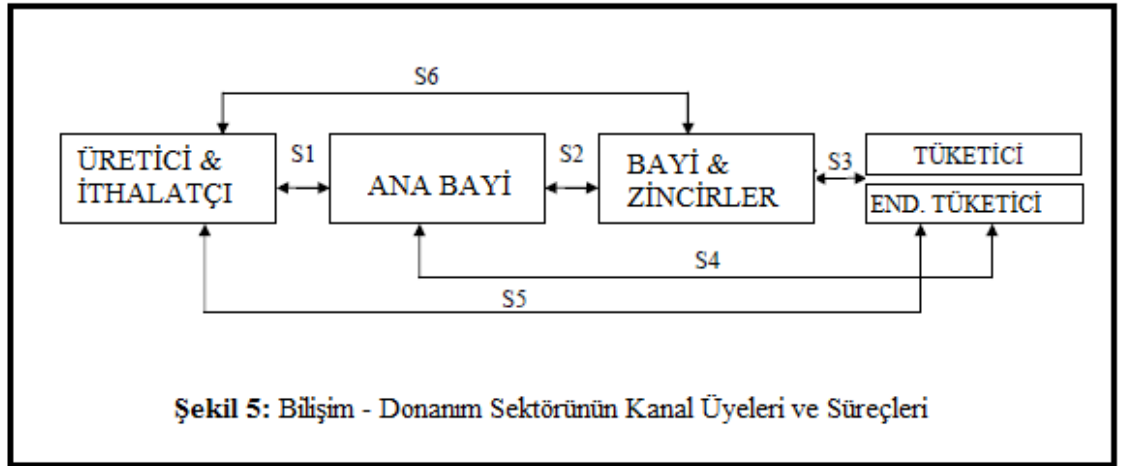 S6
ÜRETİCİ &
İTHALATÇI
S1
ANA BAYİ
S2
BAYİ &
ZİNCİRLER
S3
TÜKETİCİ
END. TÜKETİCİ
S4
S5
Şekil 5: Bilişim - Donanım Sektörünün Kanal Üyeleri ve Süreçleri